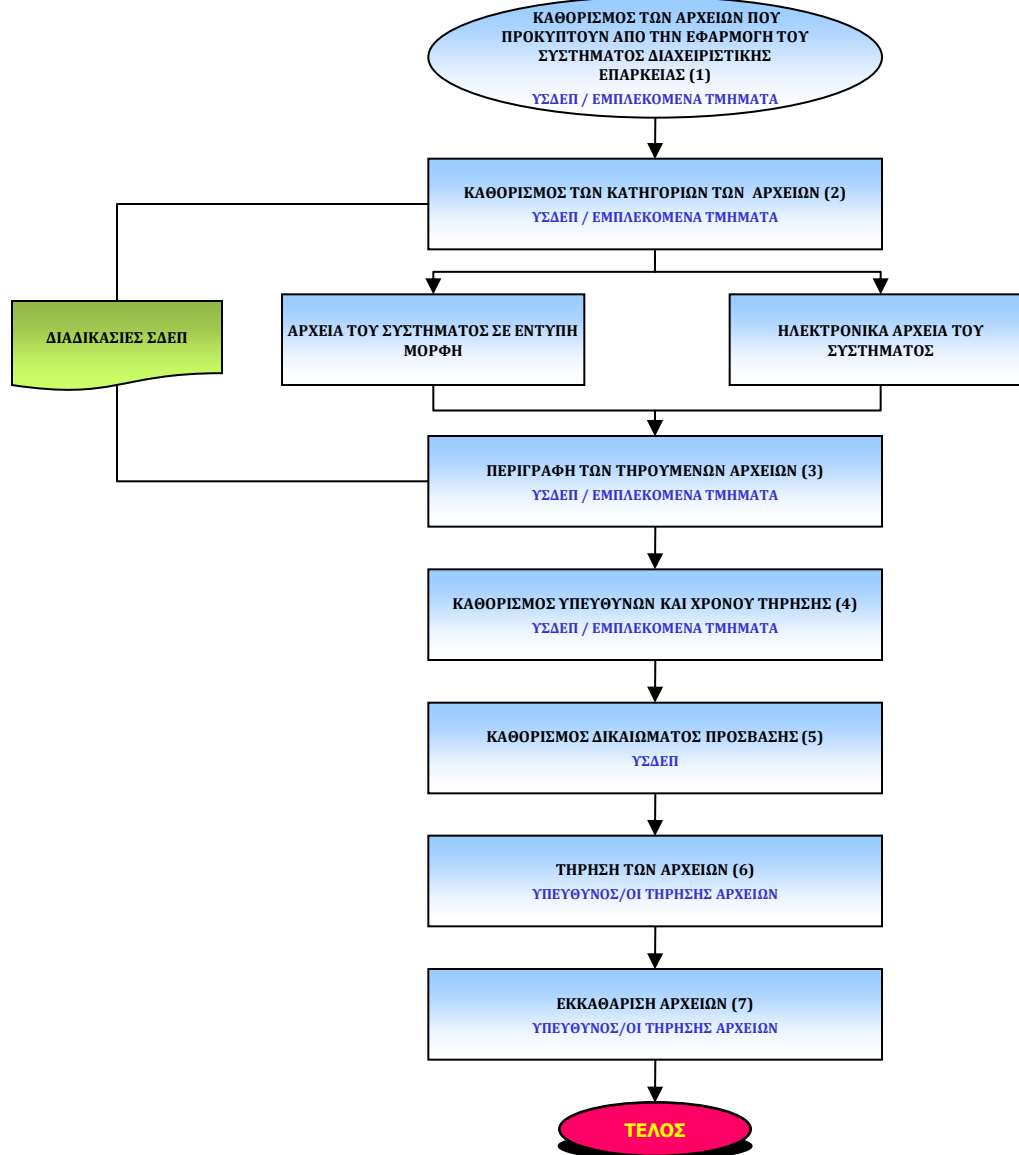 ΚΑΘΟΡΙΣΜΟΣ ΤΩΝ ΑΡΧΕΙΩΝ ΠΟΥ
ΠΡΟΚΥΠΤΟΥΝ ΑΠΟ ΤΗΝ ΕΦΑΡΜΟΓΗ ΤΟΥ
ΣΥΣΤΗΜΑΤΟΣ ΔΙΑΧΕΙΡΙΣΤΙΚΗΣ
ΕΠΑΡΚΕΙΑΣ (1)
ΥΣΔΕΠ / ΕΜΠΛΕΚΟΜΕΝΑ ΤΜΗΜΑΤΑ
ΚΑΘΟΡΙΣΜΟΣ ΤΩΝ ΚΑΤΗΓΟΡΙΩΝ ΤΩΝ ΑΡΧΕΙΩΝ (2)
ΥΣΔΕΠ / ΕΜΠΛΕΚΟΜΕΝΑ ΤΜΗΜΑΤΑ
ΔΙΑΔΙΚΑΣΙΕΣ ΣΔΕΠ
ΑΡΧΕΙΑ ΤΟΥ ΣΥΣΤΗΜΑΤΟΣ ΣΕ ΕΝΤΥΠΗ
ΜΟΡΦΗ
ΗΛΕΚΤΡΟΝΙΚΑ ΑΡΧΕΙΑ ΤΟΥ
ΣΥΣΤΗΜΑΤΟΣ
ΠΕΡΙΓΡΑΦΗ ΤΩΝ ΤΗΡΟΥΜΕΝΩΝ ΑΡΧΕΙΩΝ (3)
ΥΣΔΕΠ / ΕΜΠΛΕΚΟΜΕΝΑ ΤΜΗΜΑΤΑ
ΚΑΘΟΡΙΣΜΟΣ ΥΠΕΥΘΥΝΩΝ ΚΑΙ ΧΡΟΝΟΥ ΤΗΡΗΣΗΣ (4)
ΥΣΔΕΠ / ΕΜΠΛΕΚΟΜΕΝΑ ΤΜΗΜΑΤΑ
ΚΑΘΟΡΙΣΜΟΣ ΔΙΚΑΙΩΜΑΤΟΣ ΠΡΟΣΒΑΣΗΣ (5)
ΥΣΔΕΠ
ΤΗΡΗΣΗ ΤΩΝ ΑΡΧΕΙΩΝ (6)
ΥΠΕΥΘΥΝΟΣ/ΟΙ ΤΗΡΗΣΗΣ ΑΡΧΕΙΩΝ
ΕΚΚΑΘΑΡΙΣΗ ΑΡΧΕΙΩΝ (7)
ΥΠΕΥΘΥΝΟΣ/ΟΙ ΤΗΡΗΣΗΣ ΑΡΧΕΙΩΝ
ΤΕΛΟΣ